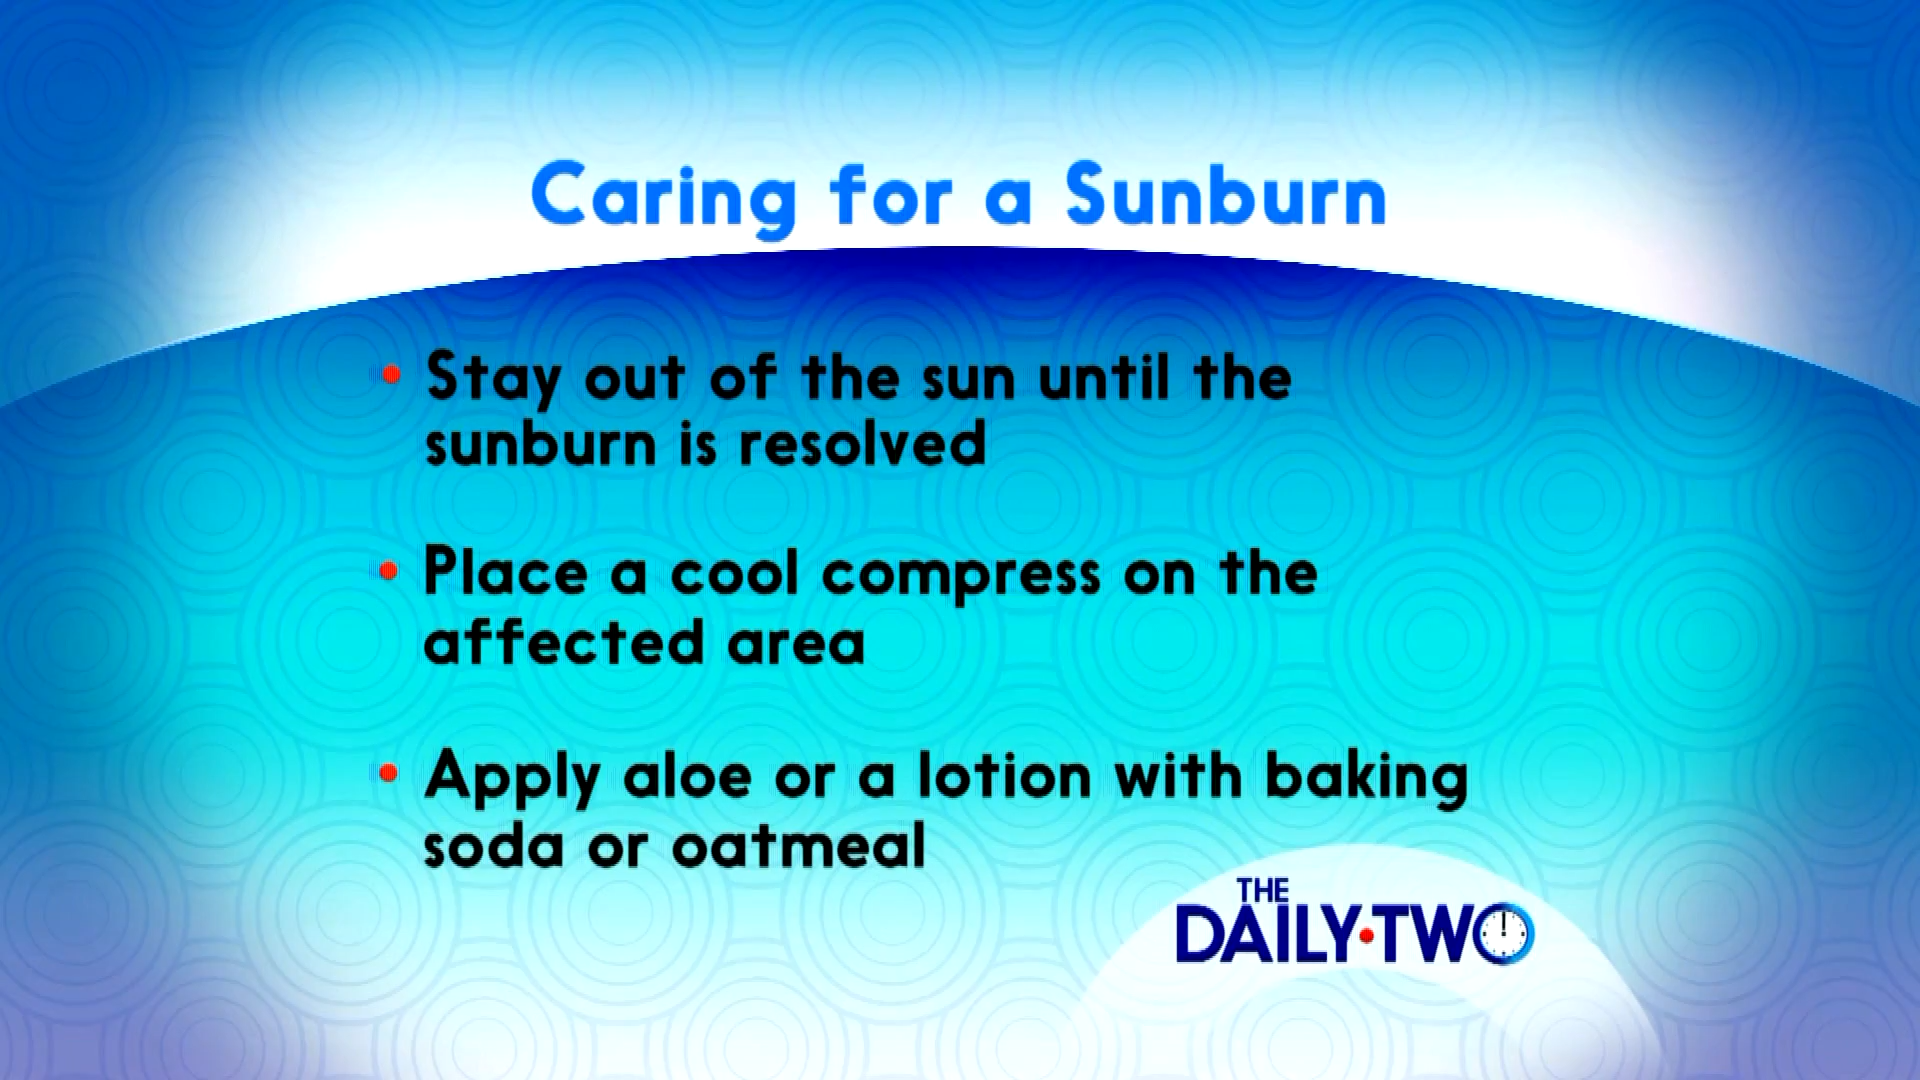 Caring for a Sunburn
• Stay out of the sun until the
sunburn is resolved
• Place a cool compress on the
affected area
• Apply aloe or a lotion with baking
soda or oatmeal
THE
DAILY•TWO